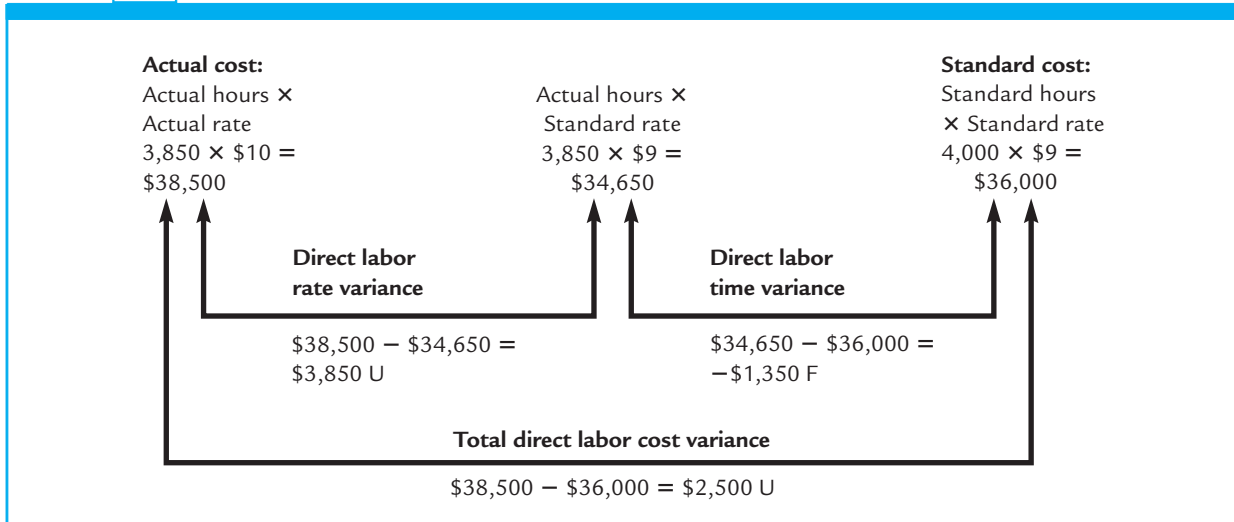 Actual cost:
Actual hours ×
Actual rate
3,850 × $10 =
$38,500
Actual hours ×
Standard rate
3,850 × $9 =
$34,650
Standard cost:
Standard hours
× Standard rate
4,000 × $9 =
$36,000
Direct labor
rate variance
$38,500 − $34,650 =
$3,850 U
Direct labor
time variance
$34,650 − $36,000 =
−$1,350 F
Total direct labor cost variance
$38,500 − $36,000 = $2,500 U